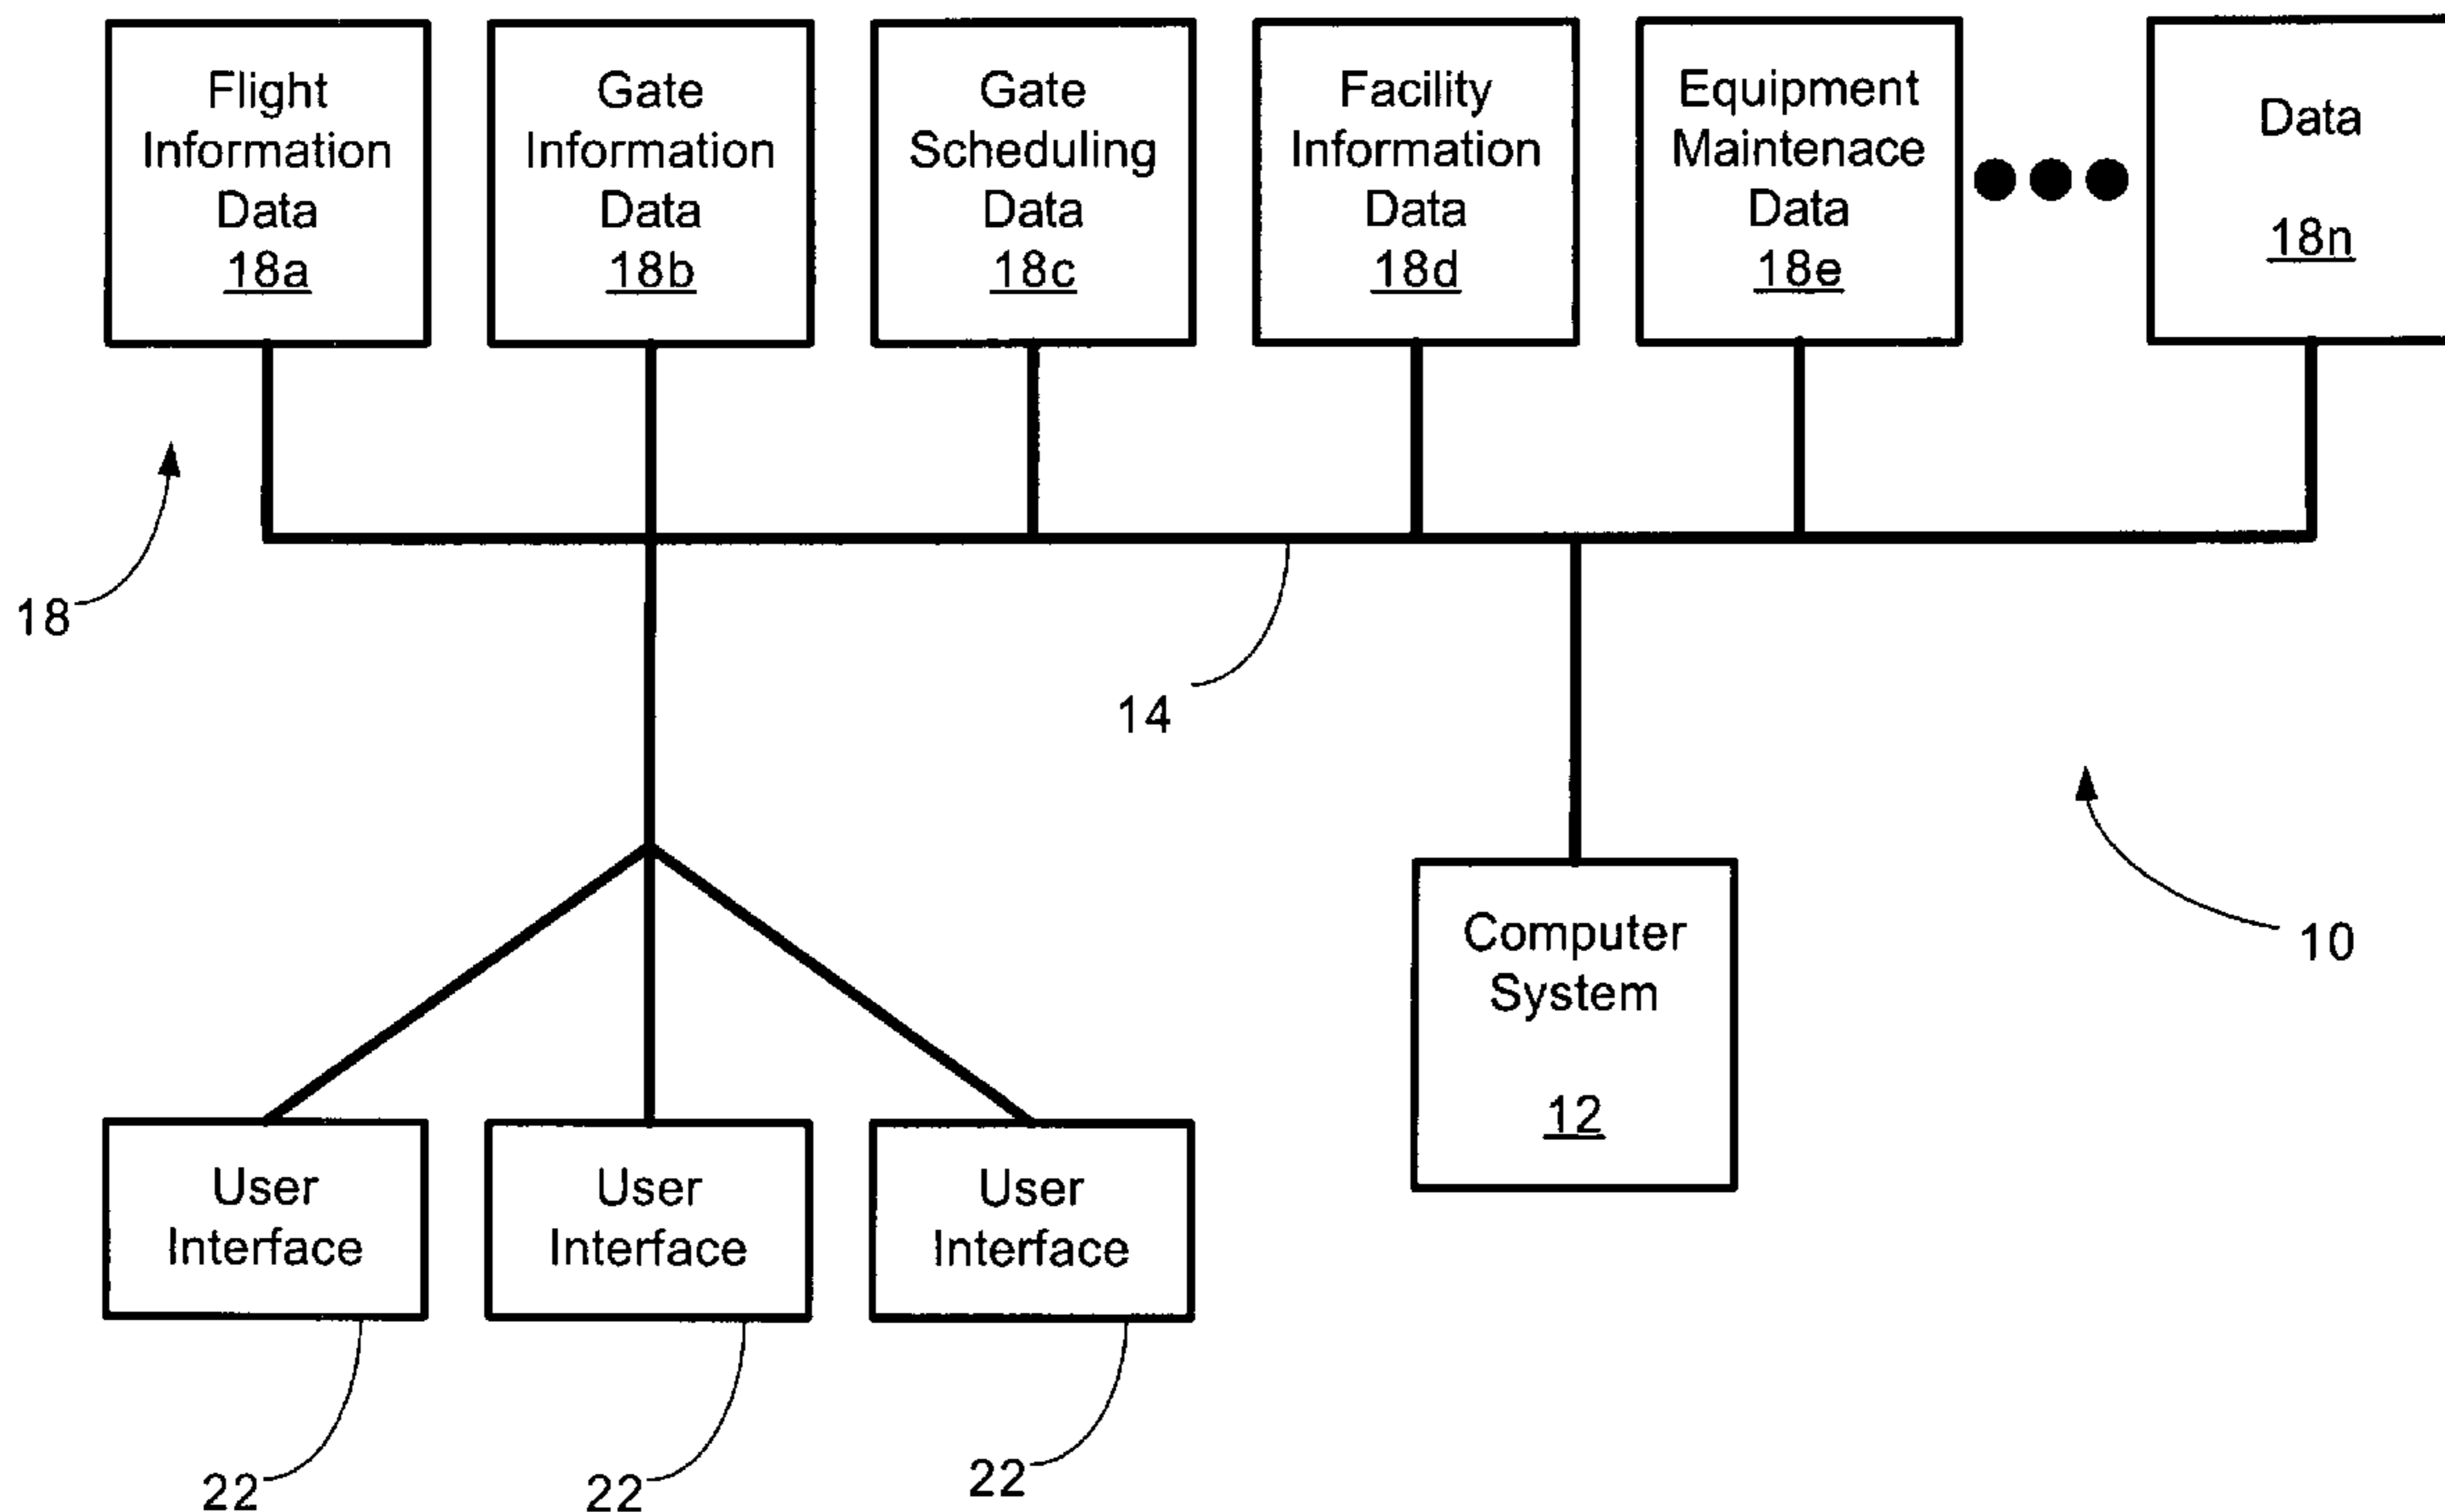 Flight
Information
Data
18a
Gate
Information
Data
18b
Gate
Scheduling
Data
18c
Facility
Information
Data
18d
Equipment
Maintenace
Data
18e
Data
18n
18
14
10
Computer
System
12
User
Interface
User
Interface
User
Interface
22
22
22